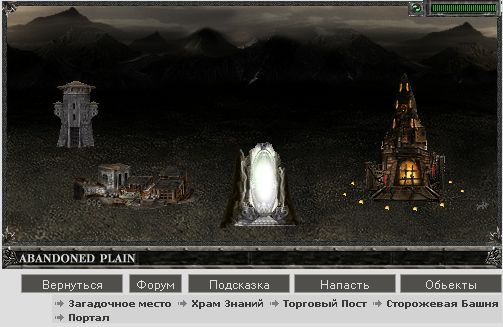 ABANDONED PLAIN
Вернуться Форум Подсказка Напасть Обьекты
Загадочное место Храм Знаний Торговый Пост Сторожевая Башня
Портал